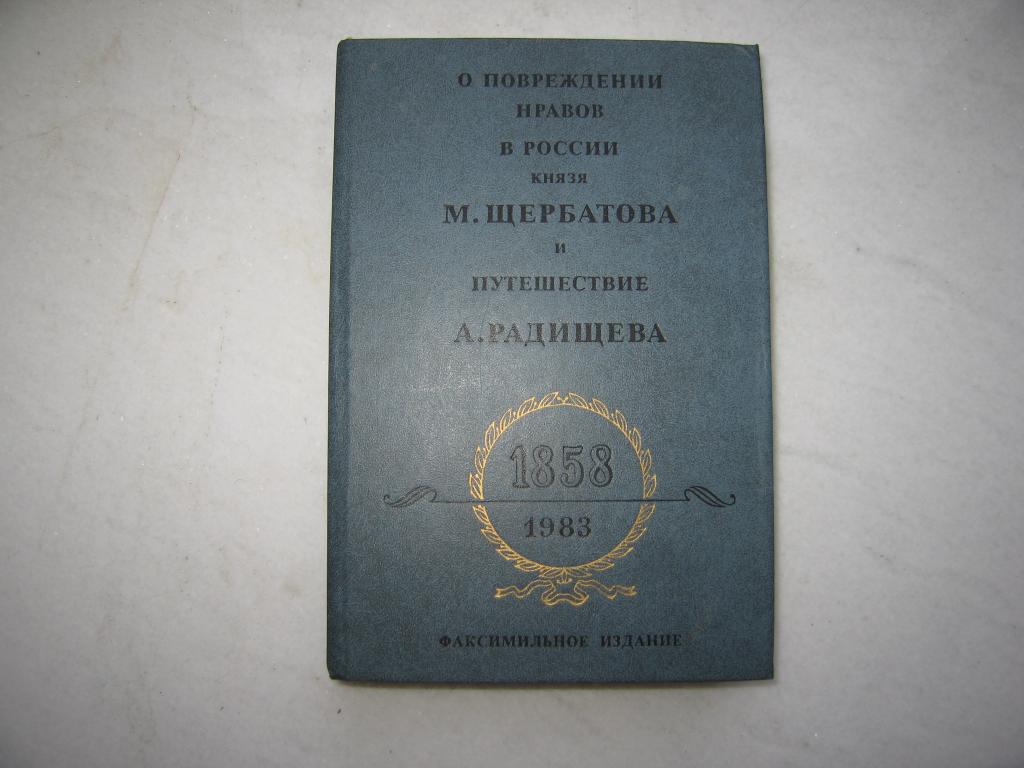 О ПОВРЕЖДЕНИИ
НРАВОВ
В РОССИИ
КНЯЗЯ
М. ЩЕРБАТОВА
И
ПУТЕШЕСТВИЕ
А. РАДИЩЕВА
1858
1983
ФАКСИМИЛЬНОЕ ИЗДАНИЕ